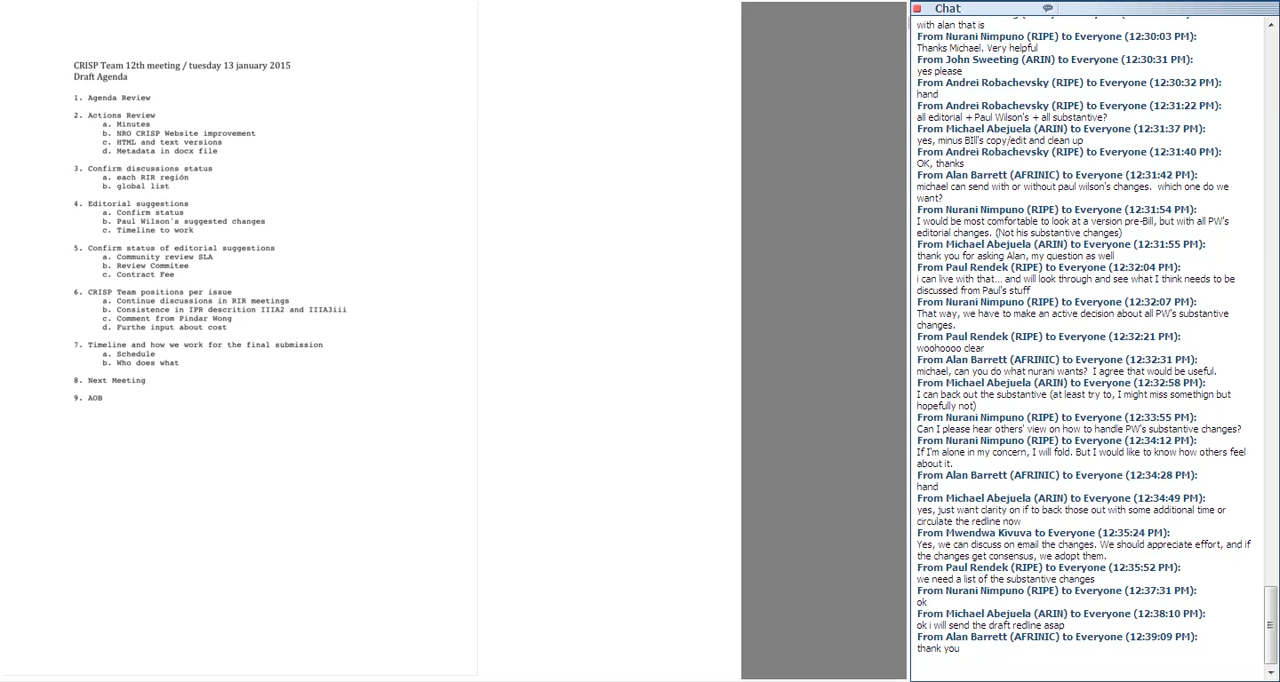 CRISP Team 12th meeting / tuesday 13 january 2015
Draft Agenda
1. Agenda Review
2. Actions Review
a. Minutes
b. NRO CRISP Website improvement
c. HTML and text versions
d. Metadata in docx file
3. Confirm discussions status
a. each RIR región
b. global list
4. Editorial suggestions
a. Confirm status
b. Paul Wilson's suggested changes
c. Timeline to work
5. Confirm status of editorial suggestions
a. Community review SLA
b. Review Commitee
c. Contract Fee
6. CRISP Team positions per issue
a. Continue discussions in RIR meetings
b. Consistence in IPR descrition IIIA2 and IIIA3iii
c. Comment from Pindar Wong
d. Furthe input about cost
7. Timeline and how we work for the final submission
a. Schedule
b. Who does what
8. Next Meeting
9. AOB
Chat
with alan that is
From Nurani Nimpuno (RIPE) to Everyone (12:30:03 PM):
Thanks Michael. Very helpful
From John Sweeting (ARIN) to Everyone (12:30:31 PM):
yes please
From Andrei Robachevsky (RIPE) to Everyone (12:30:32 PM):
hand
From Andrei Robachevsky (RIPE) to Everyone (12:31:22 PM):
all editorial + Paul Wilson's + all substantive?
From Michael Abejuela (ARIN) to Everyone (12:31:37 PM):
yes, minus BIll's copy/edit and clean up
From Andrei Robachevsky (RIPE) to Everyone (12:31:40 PM):
OK, thanks
From Alan Barrett (AFRINIC) to Everyone (12:31:42 PM):
michael can send with or without paul wilson's changes.  which one do we
want?
From Nurani Nimpuno (RIPE) to Everyone (12:31:54 PM):
I would be most comfortable to look at a version pre-Bill, but with all PW's
editorial changes. (Not his substantive changes)
From Michael Abejuela (ARIN) to Everyone (12:31:55 PM):
thank you for asking Alan, my question as well
From Paul Rendek (RIPE) to Everyone (12:32:04 PM):
i can live with that... and will look through and see what I think needs to be
discussed from Paul's stuff
From Nurani Nimpuno (RIPE) to Everyone (12:32:07 PM):
That way, we have to make an active decision about all PW's substantive
changes.
From Paul Rendek (RIPE) to Everyone (12:32:21 PM):
woohoooo clear
From Alan Barrett (AFRINIC) to Everyone (12:32:31 PM):
michael, can you do what nurani wants?  I agree that would be useful.
From Michael Abejuela (ARIN) to Everyone (12:32:58 PM):
I can back out the substantive (at least try to, I might miss somethign but
hopefully not)
From Nurani Nimpuno (RIPE) to Everyone (12:33:55 PM):
Can I please hear others' view on how to handle PW's substantive changes?
From Nurani Nimpuno (RIPE) to Everyone (12:34:12 PM):
If I'm alone in my concern, I will fold. But I would like to know how others feel
about it.
From Alan Barrett (AFRINIC) to Everyone (12:34:28 PM):
hand
From Michael Abejuela (ARIN) to Everyone (12:34:49 PM):
yes, just want clarity on if to back those out with some additional time or
circulate the redline now
From Mwendwa Kivuva to Everyone (12:35:24 PM):
Yes, we can discuss on email the changes. We should appreciate effort, and if
the changes get consensus, we adopt them.
From Paul Rendek (RIPE) to Everyone (12:35:52 PM):
we need a list of the substantive changes
From Nurani Nimpuno (RIPE) to Everyone (12:37:31 PM):
ok
From Michael Abejuela (ARIN) to Everyone (12:38:10 PM):
ok i will send the draft redline asap
From Alan Barrett (AFRINIC) to Everyone (12:39:09 PM):
thank you